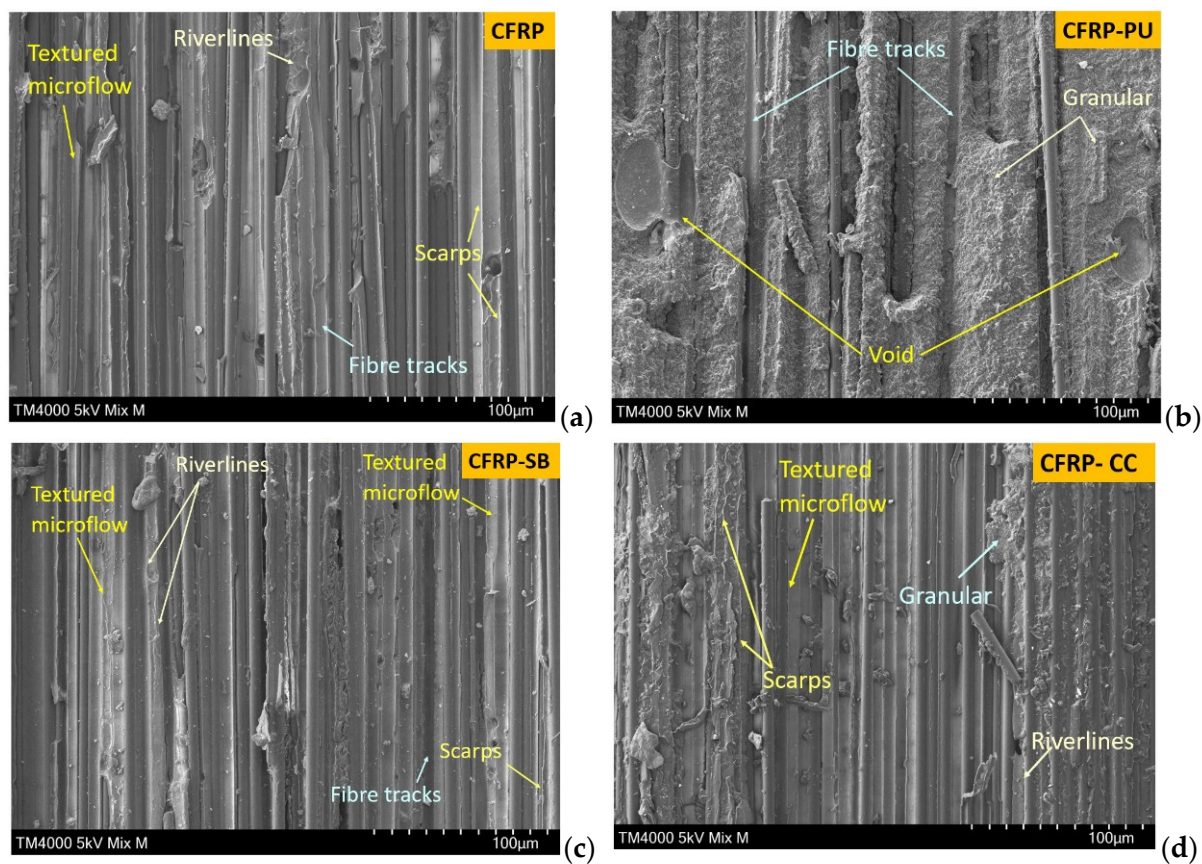 CFRP
Riverlines
Textured
microflow
Scarps
Fibre tracks
TM4000 5kV Mix M
100µm
(a)
CFRP-PU
Fibre tracks
Granular
Void
TM4000 5kV Mix M
100µm
(b)
CFRP-SB
Riverlines
Textured
microflow
Textured
microflow
Scarps
Fibre tracks
TM4000 5kV Mix M
100µm
(c)
CFRP- CC
Textured
microflow
Granular
Scarps
Riverlines
TM4000 5kV Mix M
100µm
(d)